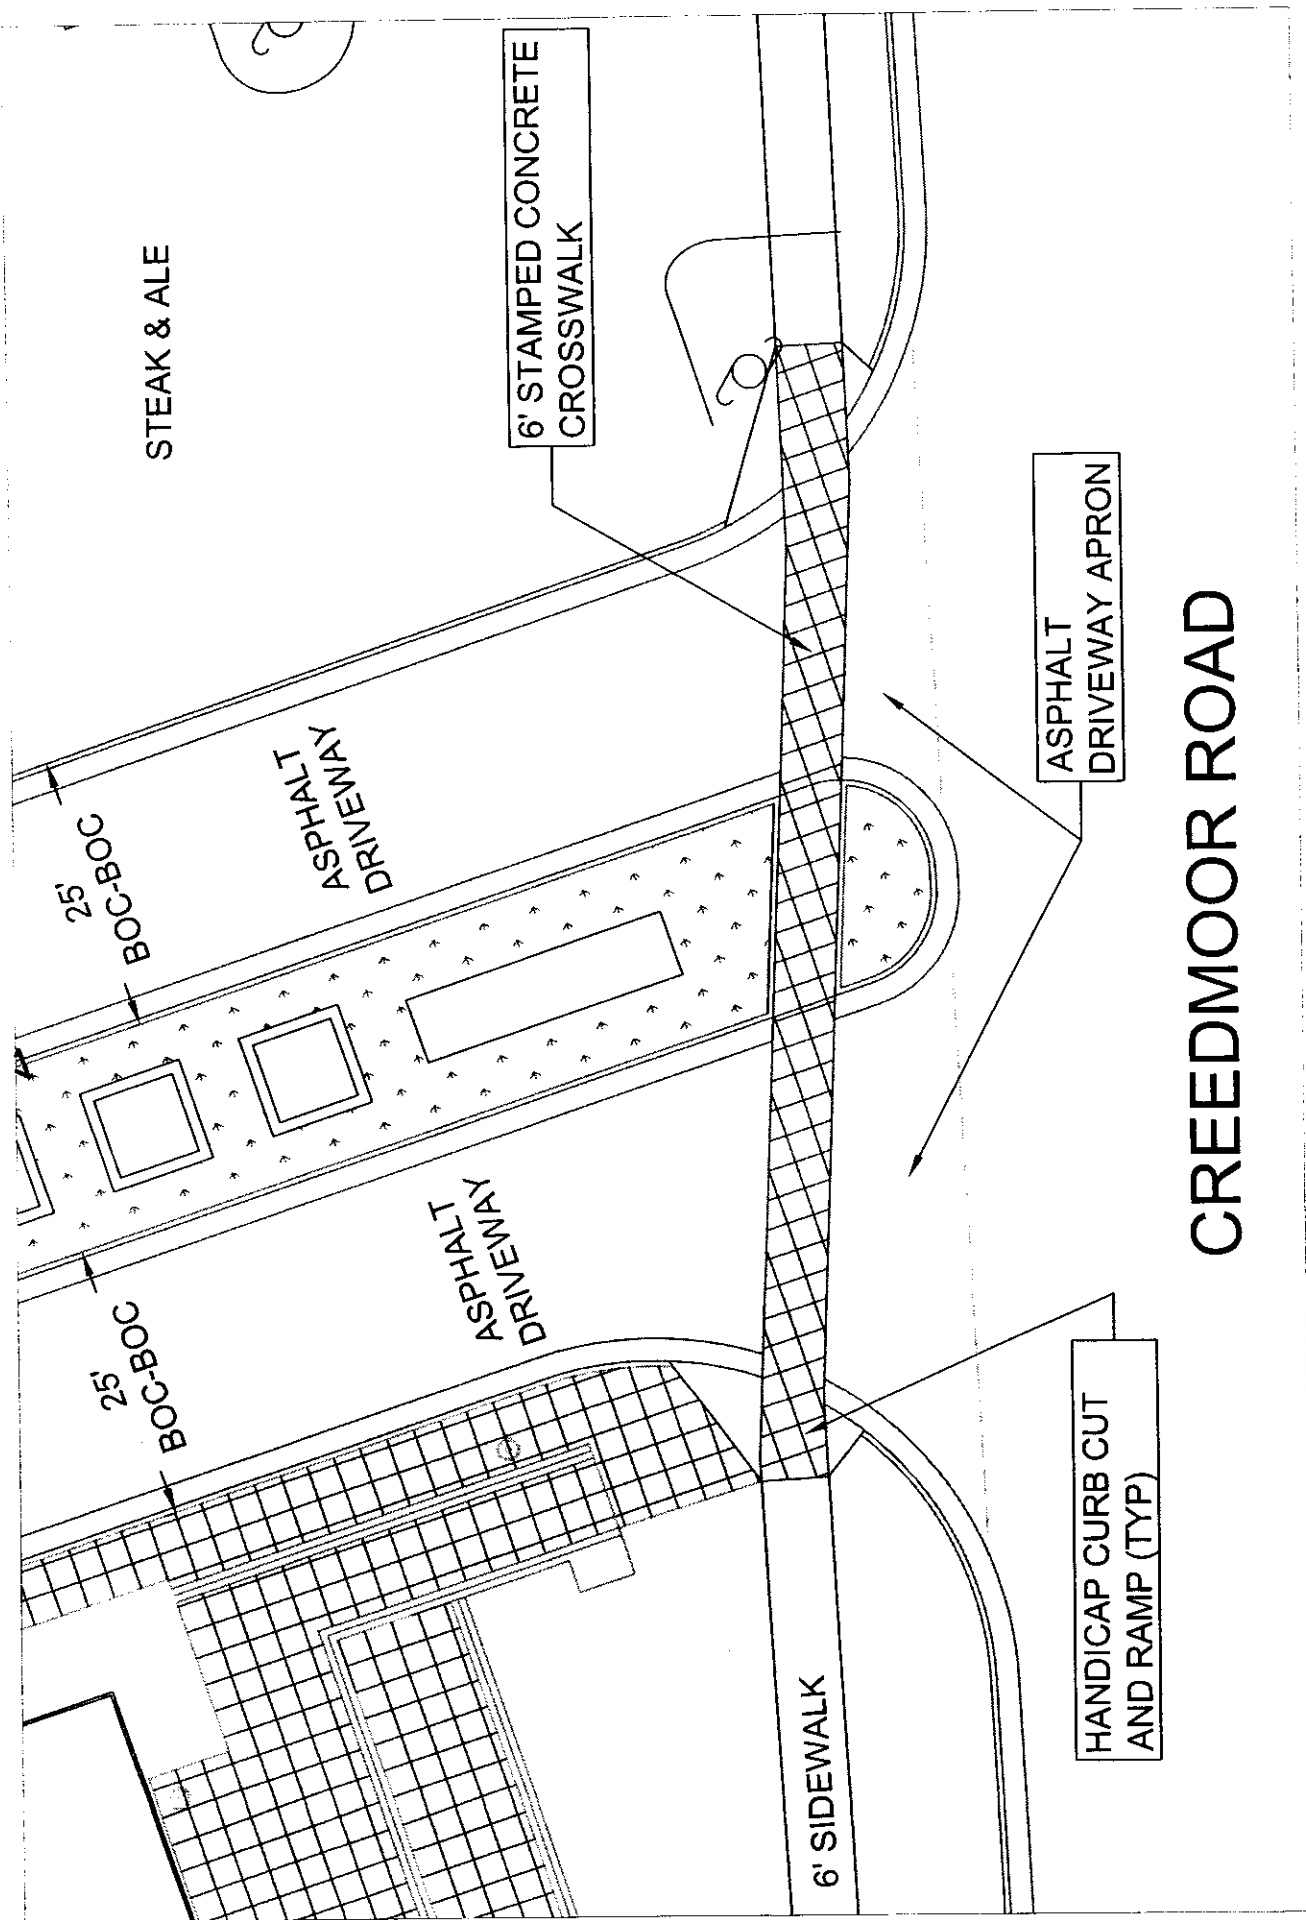 STEAK & ALE
6' STAMPED CONCRETE
CROSSWALK
25'
BOC-BOC
ASPHALT
DRIVEWAY
ASPHALT
DRIVEWAY APRON
25'
BOC-BOC
ASPHALT
DRIVEWAY
6' SIDEWALK
HANDICAP CURB CUT
AND RAMP (TYP)
CREEDMOOR ROAD